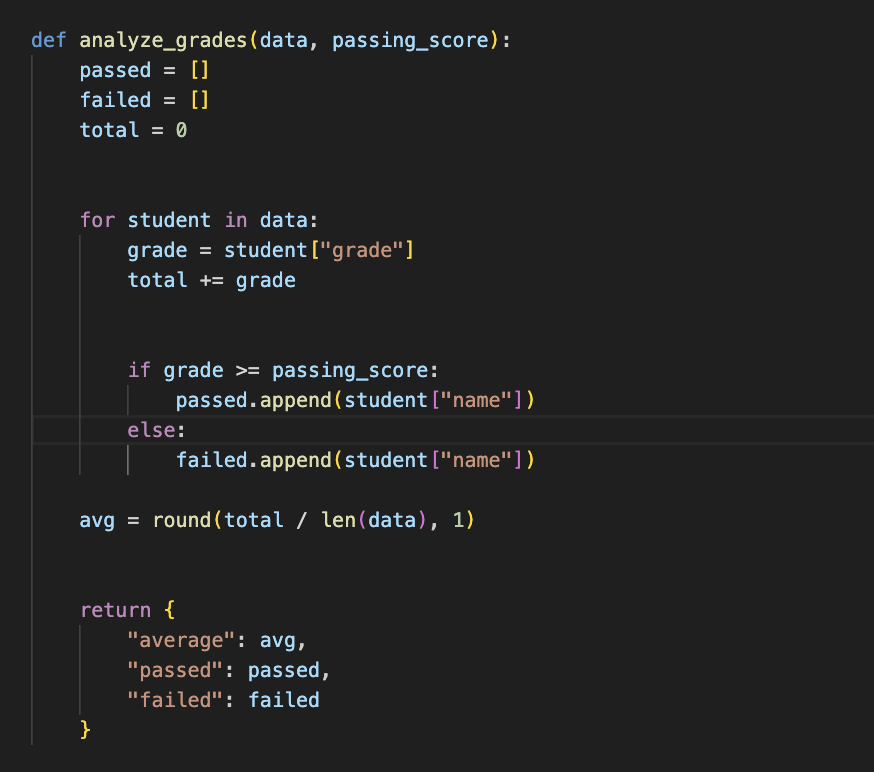 def analyze_grades(data, passing_score):
    passed = []
    failed = []
    total = 0
    for student in data:
        grade = student["grade"]
        total += grade
        if grade >= passing_score:
            passed.append(student["name"])
        else:
            failed.append(student["name"])
    avg = round(total / len(data), 1)
    return {
        "average": avg,
        "passed": passed,
        "failed": failed
    }